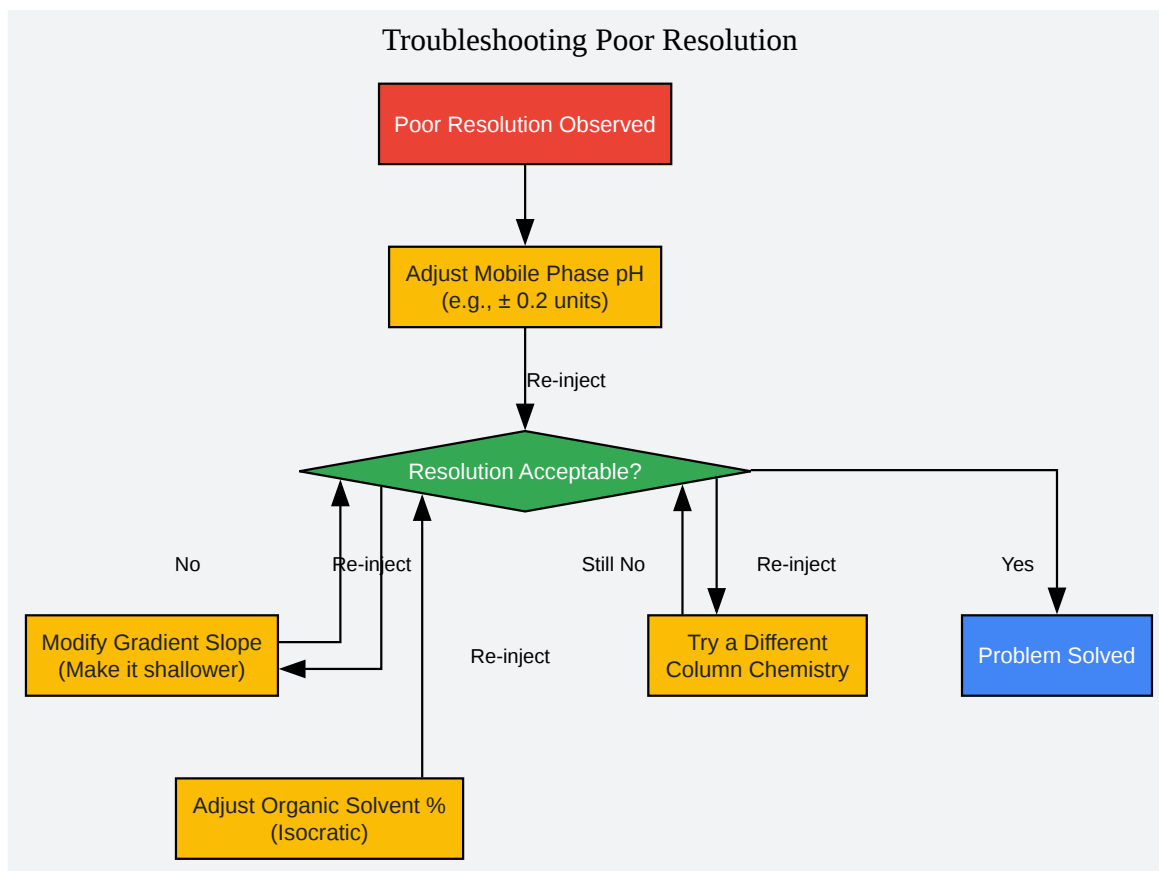 Troubleshooting Poor Resolution
Poor Resolution Observed
Adjust Mobile Phase pH
(e.g., ± 0.2 units)
Re-inject
Resolution Acceptable?
No
Re-inject
Still No
Re-inject
Yes
Modify Gradient Slope
(Make it shallower)
Re-inject
Try a Different
Column Chemistry
Problem Solved
Adjust Organic Solvent %
(Isocratic)